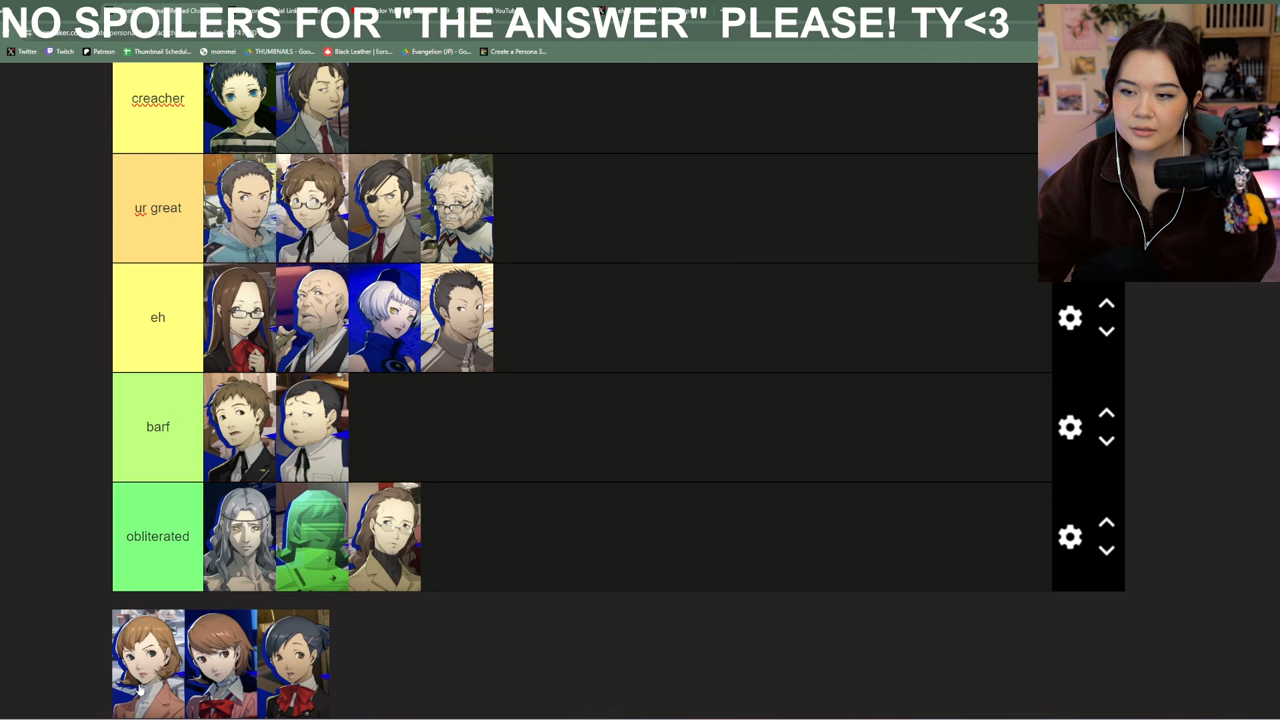 NO SPOILERS FOR "THE ANSWER" PLEASE! TY<3
Twitter Twitch Patreon Thumbnail Schedul... mommei THUMBNAILS - Goo... Black Leather | Eorz... Evangelion (JP) - Go... Create a Persona 3...
creacher
ur great
eh
barf
obliterated